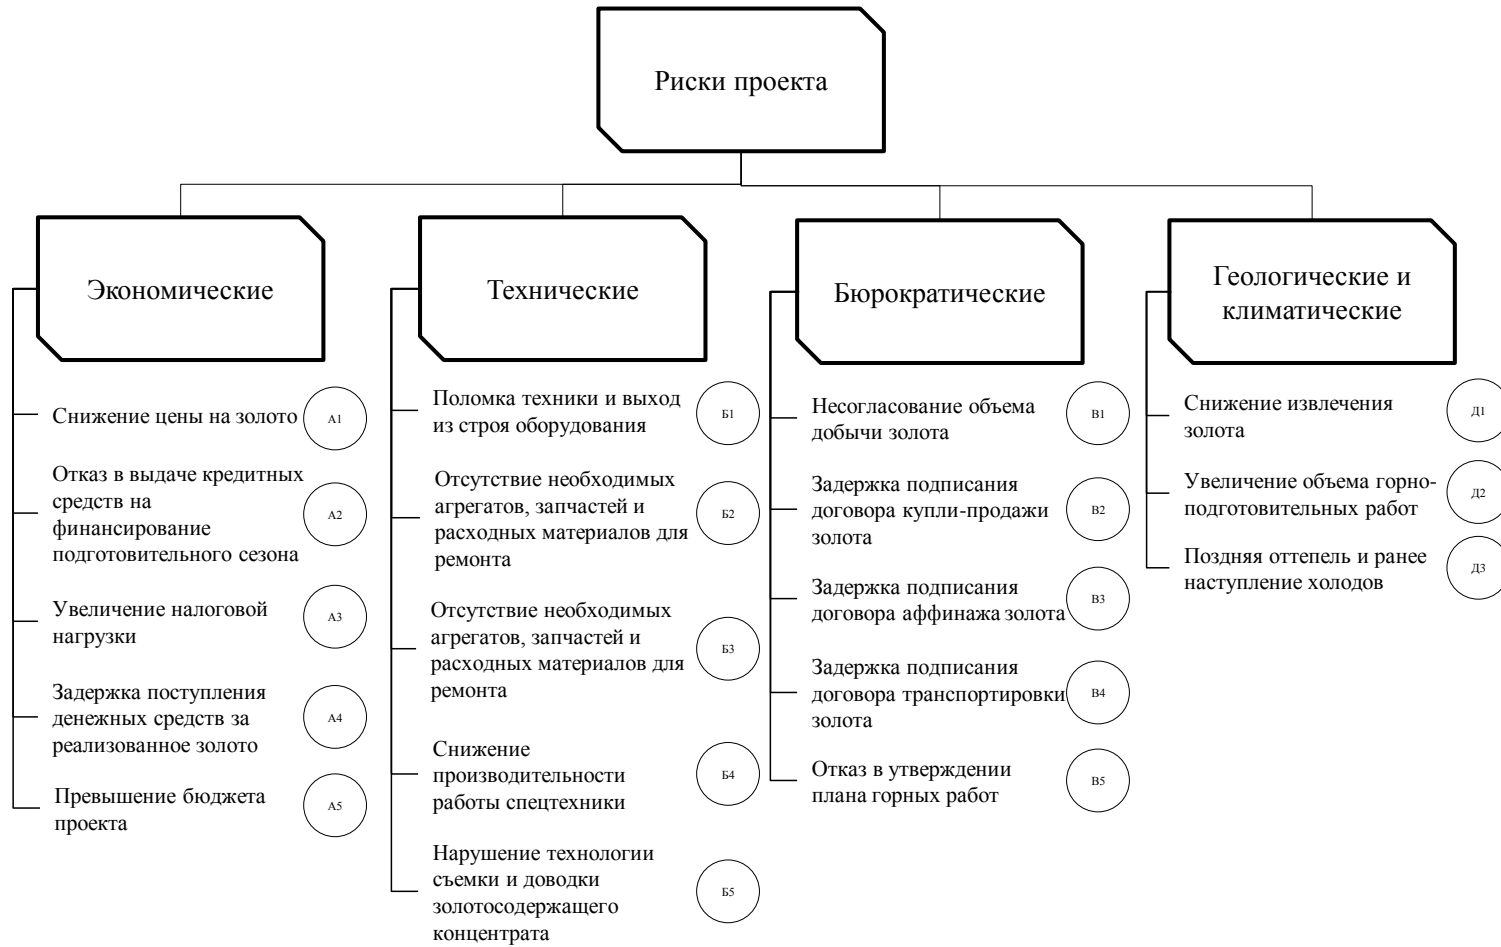 Риски проекта
Экономические
Снижение цены на золото
А1
Отказ в выдаче кредитных
средств на
финансирование
подготовительного сезона
А2
Увеличение налоговой
нагрузки
А3
Задержка поступления
денежных средств за
реализованное золото
А4
Превышение бюджета
проекта
А5
Технические
Поломка техники и выход
из строя оборудования
Б1
Отсутствие необходимых
агрегатов, запчастей и
расходных материалов для
ремонта
Б2
Отсутствие необходимых
агрегатов, запчастей и
расходных материалов для
ремонта
Б3
Снижение
производительности
работы спецтехники
Б4
Нарушение технологии
съемки и доводки
золотосодержащего
концентрата
Б5
Бюрократические
Несогласование объема
добычи золота
В1
Задержка подписания
договора купли-продажи
золота
В2
Задержка подписания
договора аффинажа золота
В3
Задержка подписания
договора транспортировки
золота
В4
Отказ в утверждении
плана горных работ
В5
Геологические и
климатические
Снижение извлечения
золота
Д1
Увеличение объема горно-
подготовительных работ
Д2
Поздняя оттепель и ранее
наступление холодов
Д3